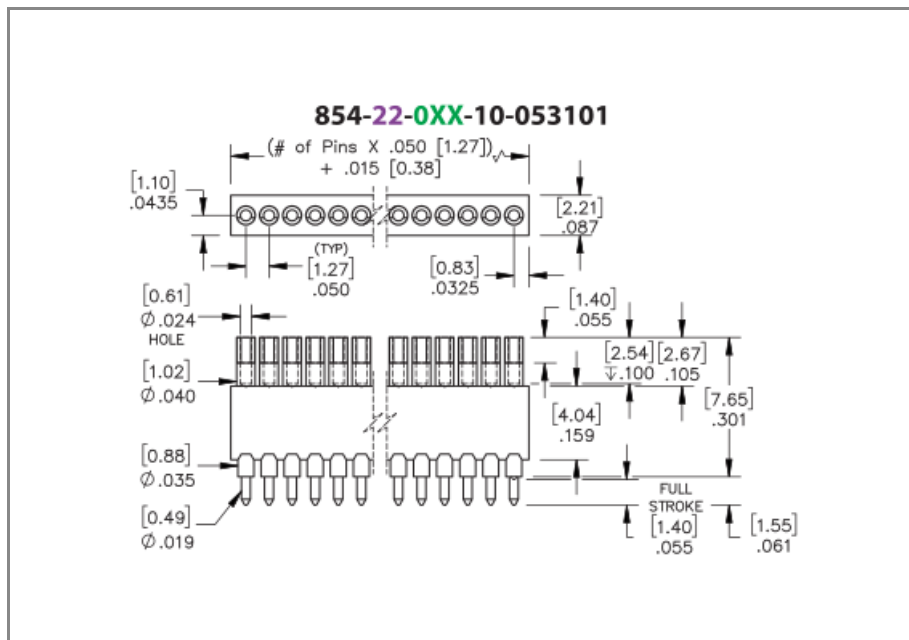 854-22-0XX-10-053101
(# of Pins X .050 [1.27])
+ .015 [0.38]
[1.10]
.0435
[2.21]
.087
(TYP)
[1.27]
.050
[0.83]
.0325
[0.61]
Ø.024
HOLE
[1.40]
.055
[2.54]
↧.100
[2.67]
.105
[1.02]
Ø.040
[7.65]
.301
[4.04]
.159
[0.88]
Ø.035
[0.49]
Ø.019
FULL
STROKE
[1.40]
.055
[1.55]
.061